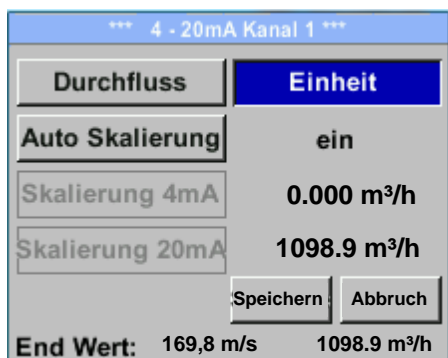 *** 4 - 20mA Kanal 1 ***
Durchfluss Einheit
Auto Skalierung ein
Skalierung 4mA 0.000 m³/h
Skalierung 20mA 1098.9 m³/h
Speichern Abbruch
End Wert: 169,8 m/s 1098.9 m³/h